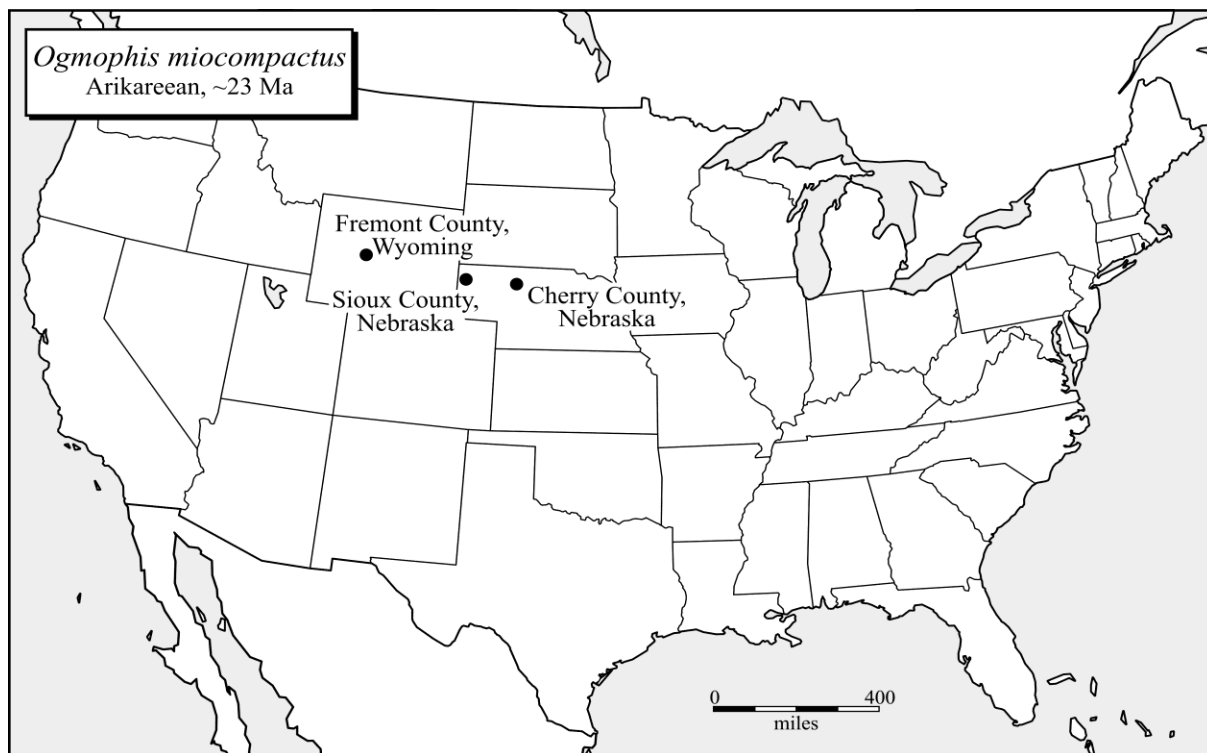 Ogmophis miocompactus
Arikareean, ~23 Ma
Fremont County,
Wyoming
Sioux County,
Nebraska
Cherry County,
Nebraska
0 400
miles